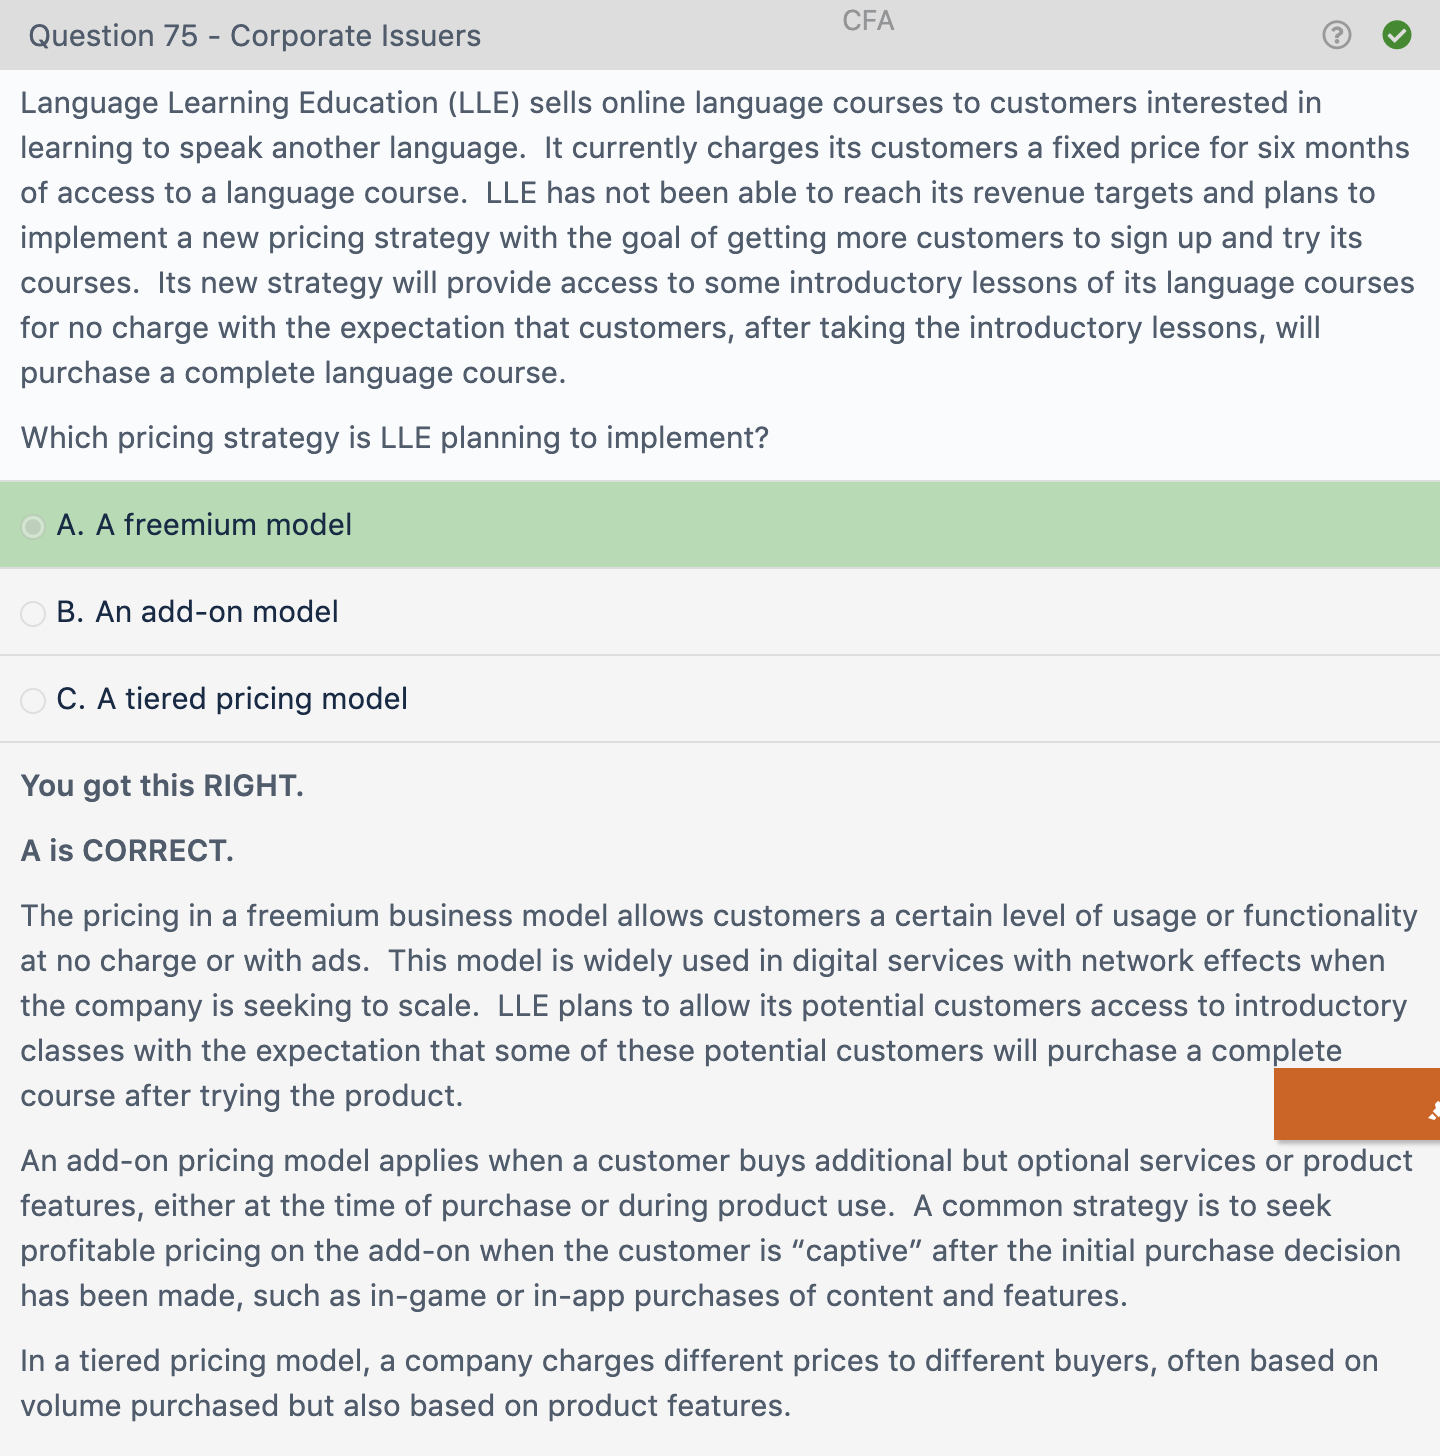 Question 75 - Corporate Issuers
CFA
Language Learning Education (LLE) sells online language courses to customers interested in
learning to speak another language.  It currently charges its customers a fixed price for six months
of access to a language course.  LLE has not been able to reach its revenue targets and plans to
implement a new pricing strategy with the goal of getting more customers to sign up and try its
courses.  Its new strategy will provide access to some introductory lessons of its language courses
for no charge with the expectation that customers, after taking the introductory lessons, will
purchase a complete language course.
Which pricing strategy is LLE planning to implement?
A. A freemium model
B. An add-on model
C. A tiered pricing model
You got this RIGHT.
A is CORRECT.
The pricing in a freemium business model allows customers a certain level of usage or functionality
at no charge or with ads.  This model is widely used in digital services with network effects when
the company is seeking to scale.  LLE plans to allow its potential customers access to introductory
classes with the expectation that some of these potential customers will purchase a complete
course after trying the product.
An add-on pricing model applies when a customer buys additional but optional services or product
features, either at the time of purchase or during product use.  A common strategy is to seek
profitable pricing on the add-on when the customer is “captive” after the initial purchase decision
has been made, such as in-game or in-app purchases of content and features.
In a tiered pricing model, a company charges different prices to different buyers, often based on
volume purchased but also based on product features.